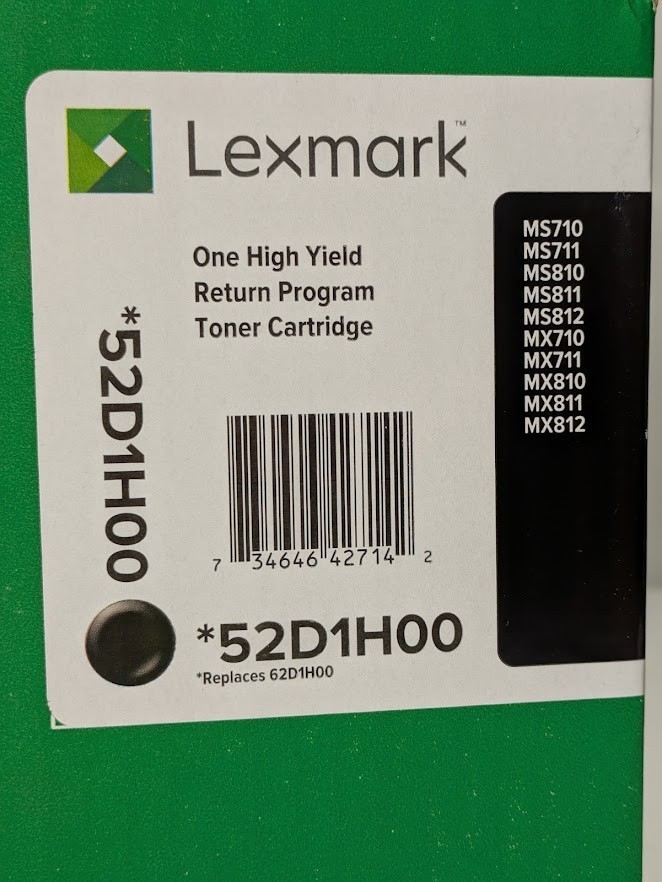 Lexmark™
One High Yield
Return Program
Toner Cartridge
MS710
MS711
MS810
MS811
MS812
MX710
MX711
MX810
MX811
MX812
*52D1H00
7 34646 42714 2
*52D1H00
*Replaces 62D1H00